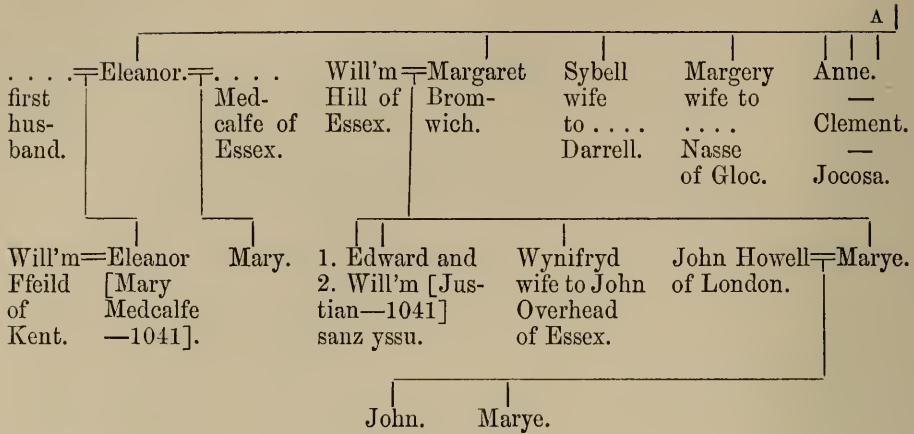 A
. . . . ╤Eleanor.╤. . . .
first
hus-
band.
Med-
calfe of
Essex.
Will'm╤Margaret
Hill of
Essex.
Brom-
wich.
Sybell
wife
to . . . .
Darrell.
Margery
wife to
. . . .
Nasse
of Gloc.
Anne.
—
Clement.
—
Jocosa.
Will'm=Eleanor
Ffeild
of
Kent.
[Mary
Medcalfe
—1041].
Mary.
1. Edward and
2. Will'm [Jus-
tian—1041]
sanz yssu.
Wynifryd
wife to John
Overhead
of Essex.
John Howell╤Marye.
of London.
John.
Marye.